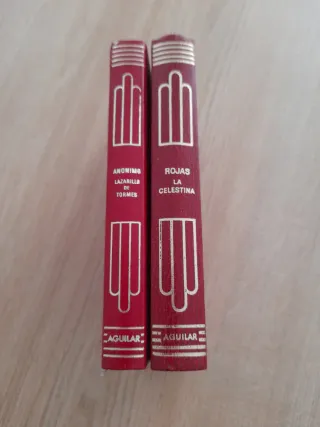 ANONIMO
LAZARILLO
DE
TORMES
AGUILAR
ROJAS
LA
CELESTINA
AGUILAR